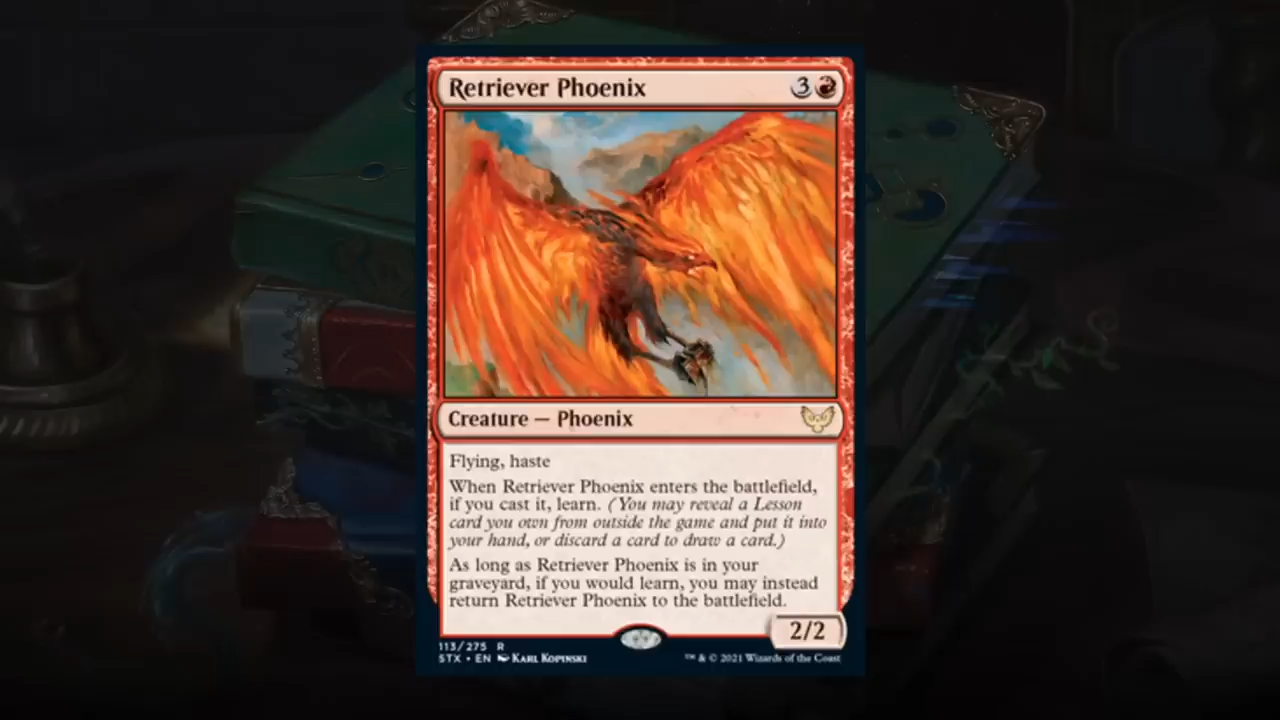 Retriever Phoenix 3
Creature — Phoenix
Flying, haste
When Retriever Phoenix enters the battlefield,
if you cast it, learn. (You may reveal a Lesson
card you own from outside the game and put it into
your hand, or discard a card to draw a card.)
As long as Retriever Phoenix is in your
graveyard, if you would learn, you may instead
return Retriever Phoenix to the battlefield.
2/2
113/275 R
STX • EN KARL KOPINSKI
™ & © 2021 Wizards of the Coast